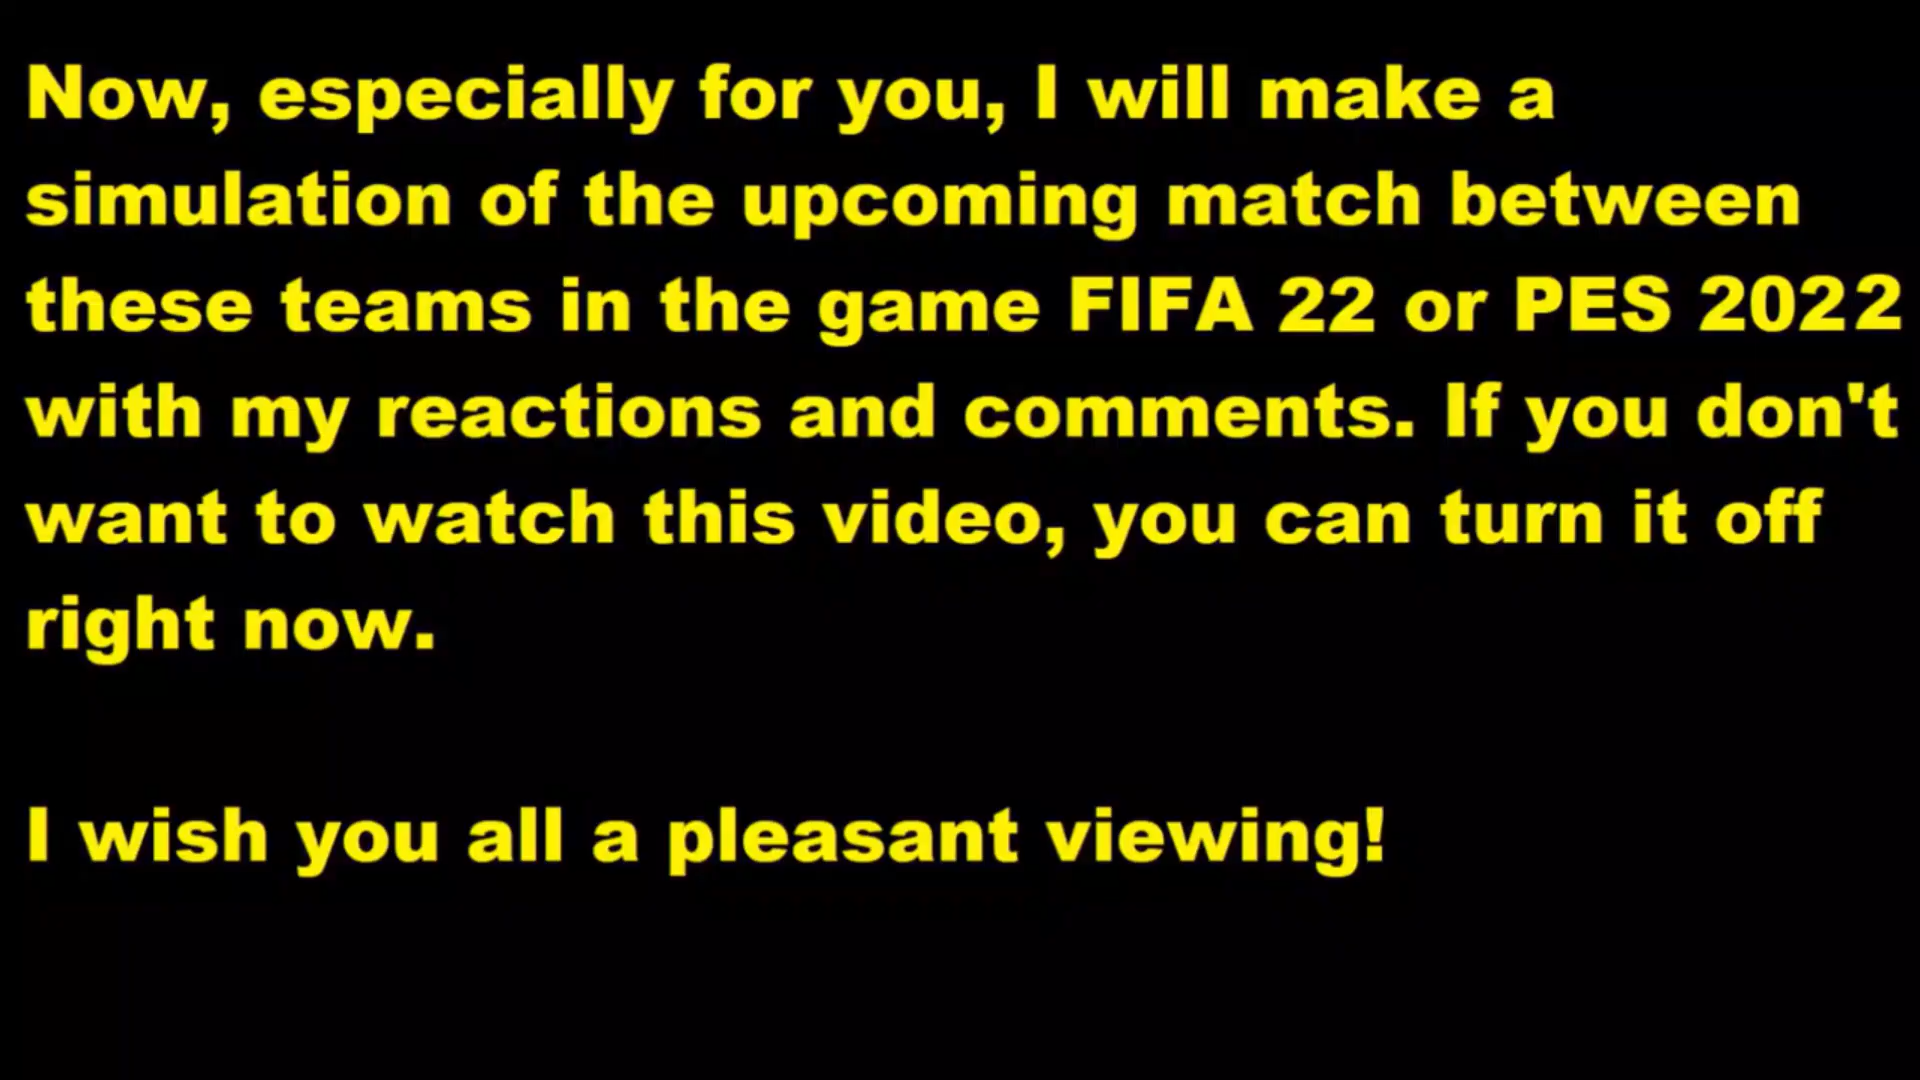 Now, especially for you, I will make a
simulation of the upcoming match between
these teams in the game FIFA 22 or PES 2022
with my reactions and comments. If you don't
want to watch this video, you can turn it off
right now.
I wish you all a pleasant viewing!